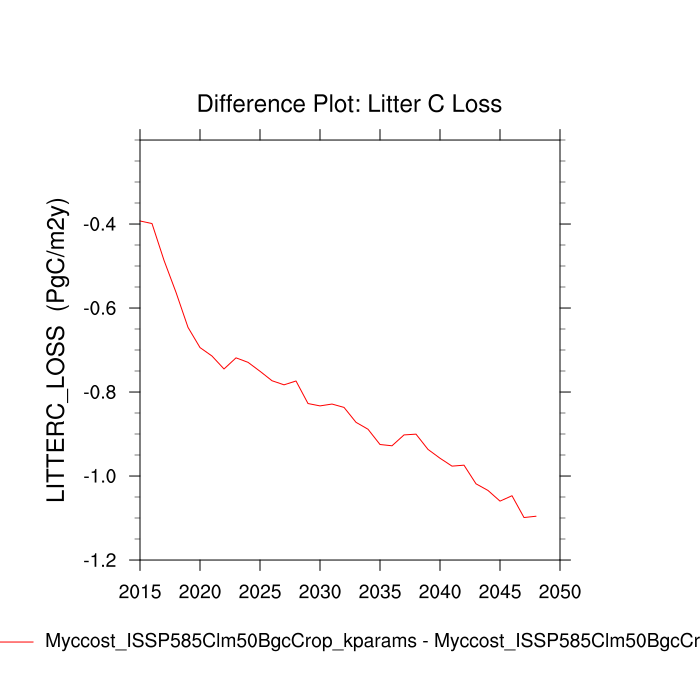 Difference Plot: Litter C Loss
LITTERC_LOSS (PgC/m2y)
-0.4
-0.6
-0.8
-1.0
-1.2
2015 2020 2025 2030 2035 2040 2045 2050
Myccost_ISSP585Clm50BgcCrop_kparams - Myccost_ISSP585Clm50BgcCr